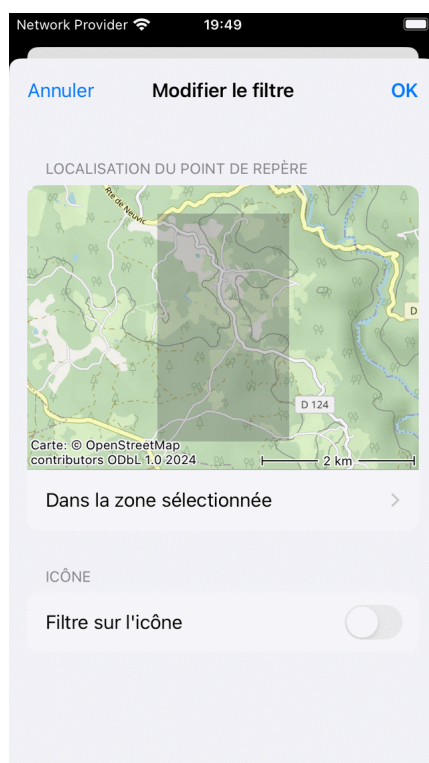 Network Provider 19:49
Annuler Modifier le filtre OK
LOCALISATION DU POINT DE REPÈRE
Rte de Neuvic
D
D 124
Carte: © OpenStreetMap
contributors ODbL 1.0 2024
2 km
Dans la zone sélectionnée
ICÔNE
Filtre sur l'icône